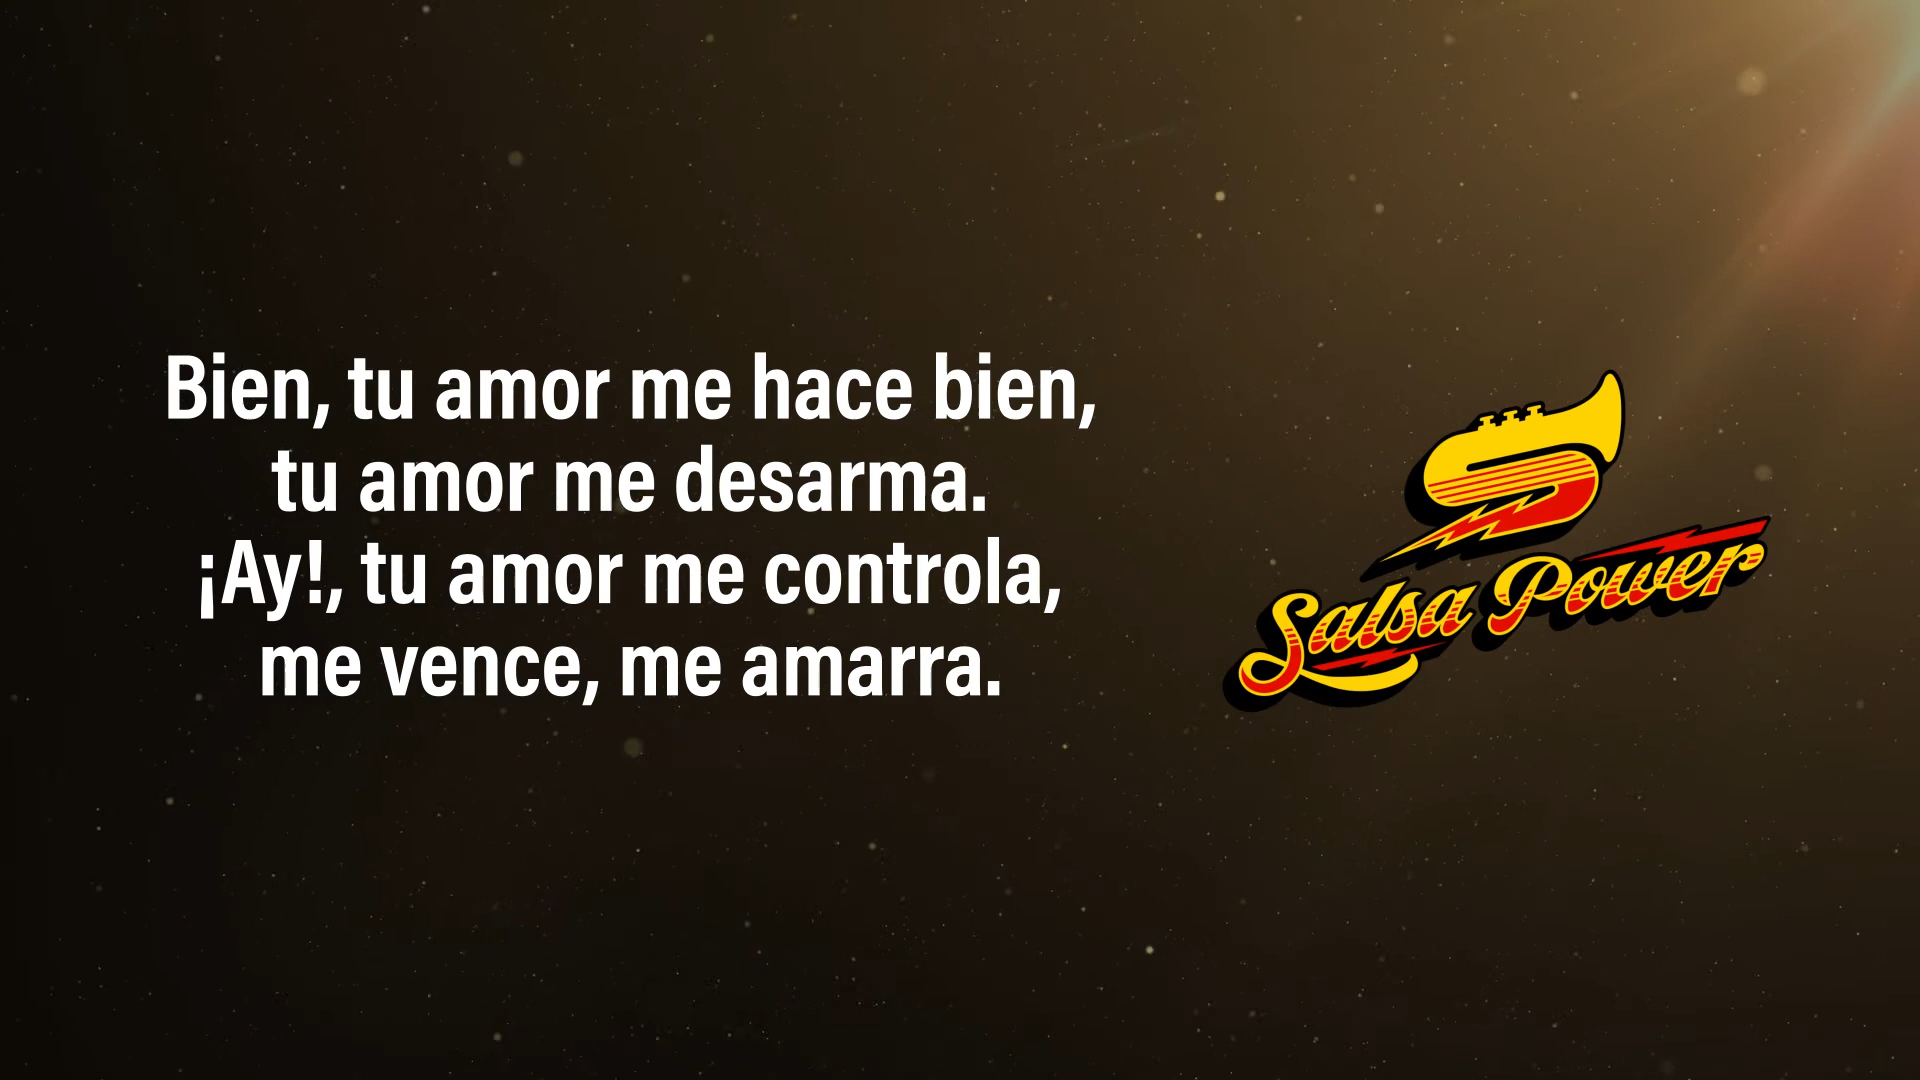 Bien, tu amor me hace bien,
tu amor me desarma.
¡Ay!, tu amor me controla,
me vence, me amarra.
Salsa Power